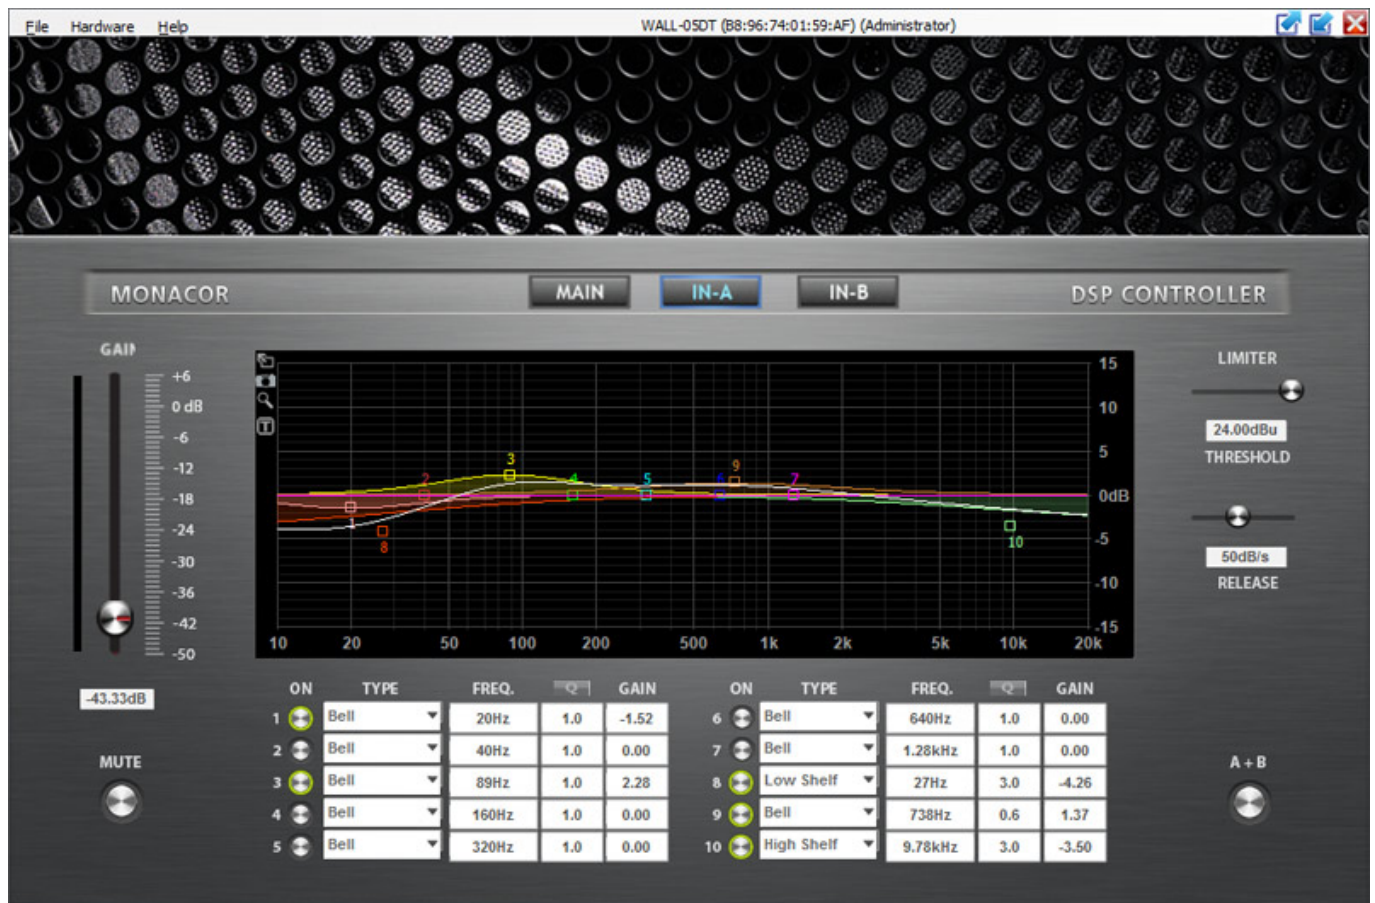 File Hardware Help WALL-05DT (B8:96:74:01:59:AF) (Administrator)
MONACOR MAIN IN-A IN-B DSP CONTROLLER
GAIN
+6
0 dB
-6
-12
-18
-24
-30
-36
-42
-50
-43.33dB
MUTE
T
15
10
5
0dB
-5
-10
-15
1
2
3
4
5
6
7
8
9
10
10 20 50 100 200 500 1k 2k 5k 10k 20k
LIMITER
24.00dBu
THRESHOLD
50dB/s
RELEASE
A + B
ON TYPE FREQ. Q GAIN
1 Bell 20Hz 1.0 -1.52
2 Bell 40Hz 1.0 0.00
3 Bell 89Hz 1.0 2.28
4 Bell 160Hz 1.0 0.00
5 Bell 320Hz 1.0 0.00
ON TYPE FREQ. Q GAIN
6 Bell 640Hz 1.0 0.00
7 Bell 1.28kHz 1.0 0.00
8 Low Shelf 27Hz 3.0 -4.26
9 Bell 738Hz 0.6 1.37
10 High Shelf 9.78kHz 3.0 -3.50